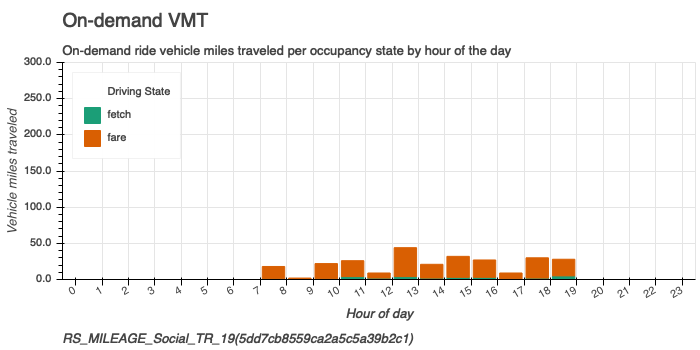 On-demand VMT
On-demand ride vehicle miles traveled per occupancy state by hour of the day
300.0
250.0
200.0
150.0
100.0
50.0
0.0
Vehicle miles traveled
Driving State
fetch
fare
0 1 2 3 4 5 6 7 8 9 10 11 12 13 14 15 16 17 18 19 20 21 22 23
Hour of day
RS_MILEAGE_Social_TR_19(5dd7cb8559ca2a5c5a39b2c1)